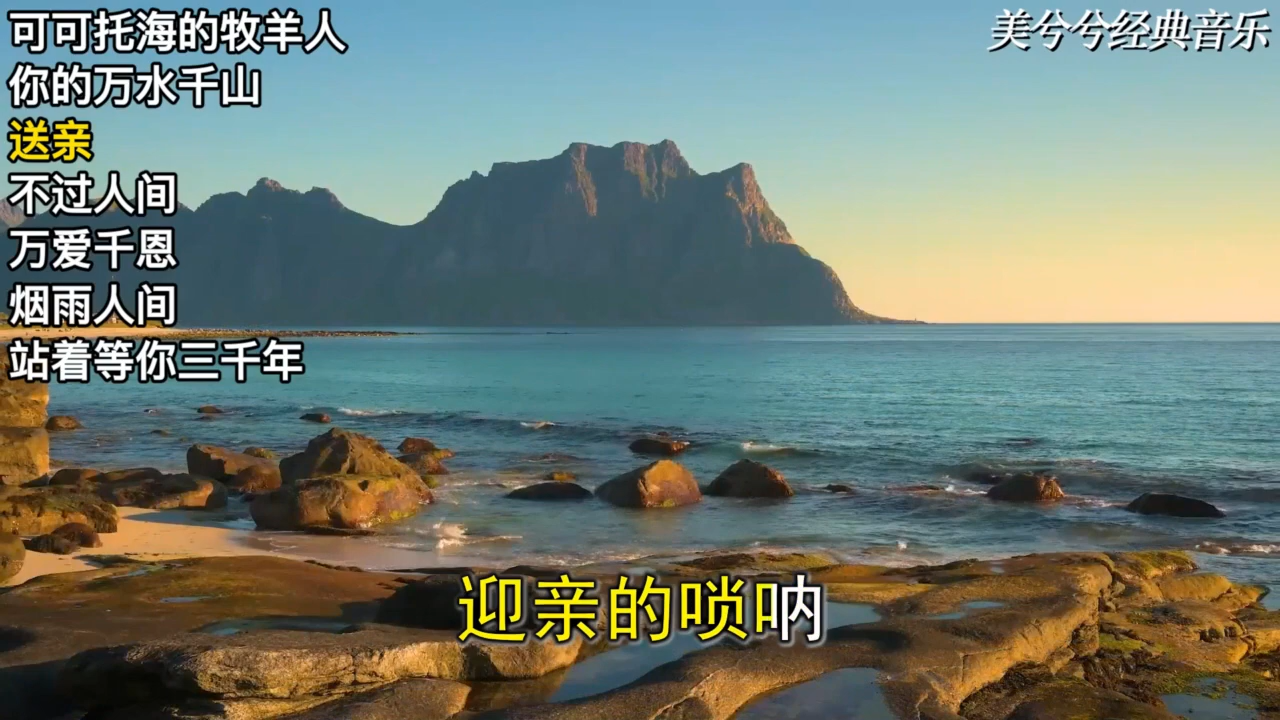 可可托海的牧羊人
你的万水千山
送亲
不过人间
万爱千恩
烟雨人间
站着等你三千年
美兮兮经典音乐
迎亲的唢呐